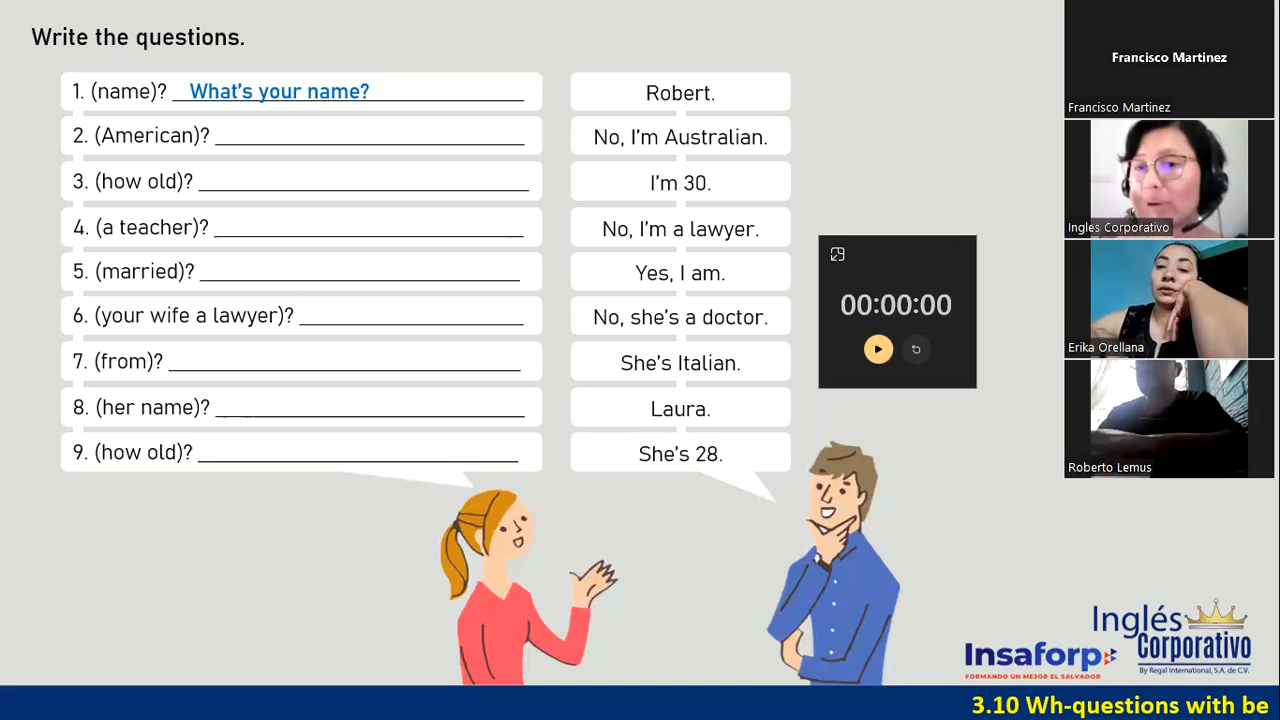 Write the questions.
1. (name)? What's your name?
Robert.
2. (American)?
No, I'm Australian.
3. (how old)?
I'm 30.
4. (a teacher)?
No, I'm a lawyer.
5. (married)?
Yes, I am.
6. (your wife a lawyer)?
No, she's a doctor.
7. (from)?
She's Italian.
8. (her name)?
Laura.
9. (how old)?
She's 28.
00:00:00
Francisco Martinez
Francisco Martinez
Ingles Corporativo
Erika Orellana
Roberto Lemus
Insaforp
FORMANDO UN MEJOR EL SALVADOR
Inglés
Corporativo
By Regal International, S.A. de C.V.
3.10 Wh-questions with be